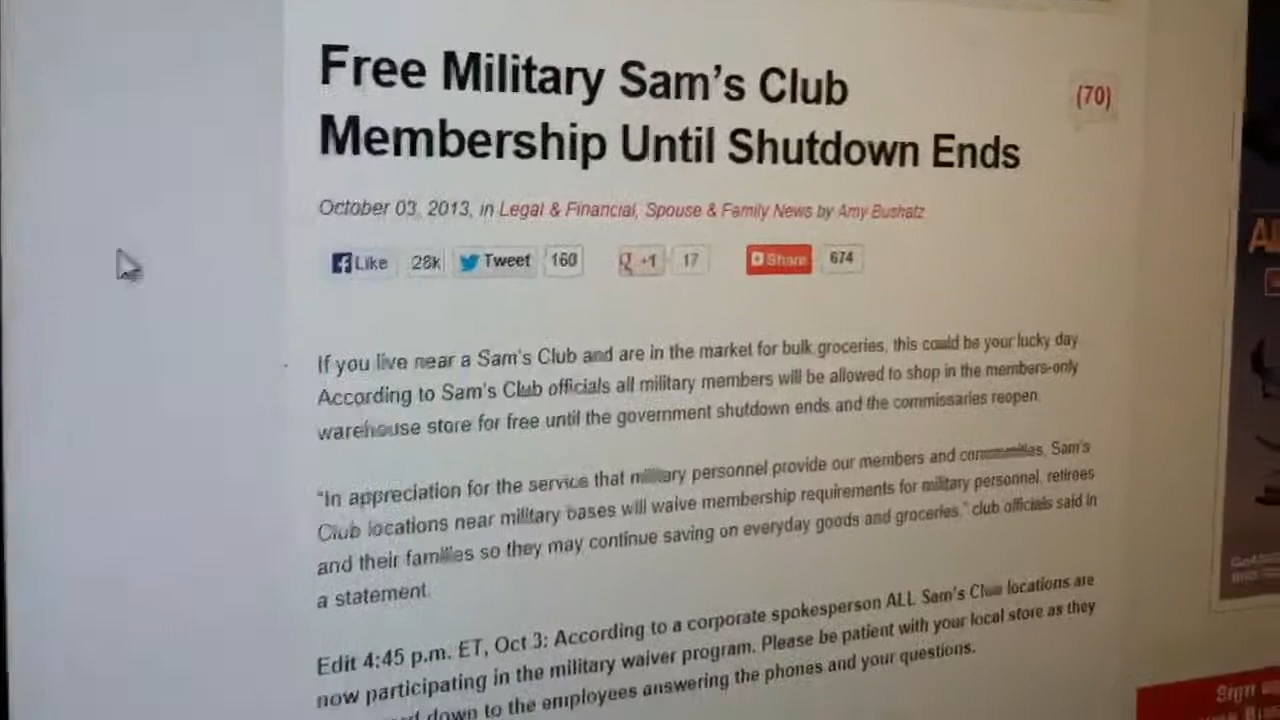 Free Military Sam's Club
Membership Until Shutdown Ends
(70)
October 03, 2013, in Legal & Financial, Spouse & Family News by Amy Bushatz
Like 28k Tweet 160 +1 17 Share 674
If you live near a Sam's Club and are in the market for bulk groceries, this could be your lucky day
According to Sam's Club officials all military members will be allowed to shop in the members-only
warehouse store for free until the government shutdown ends and the commissaries reopen
"In appreciation for the service that military personnel provide our members and communities, Sam's
Club locations near military bases will waive membership requirements for military personnel, retirees
and their families so they may continue saving on everyday goods and groceries," club officials said in
a statement.
Edit 4:45 p.m. ET, Oct 3: According to a corporate spokesperson ALL Sam's Club locations are
now participating in the military waiver program. Please be patient with your local store as they
down to the employees answering the phones and your questions.
Sign